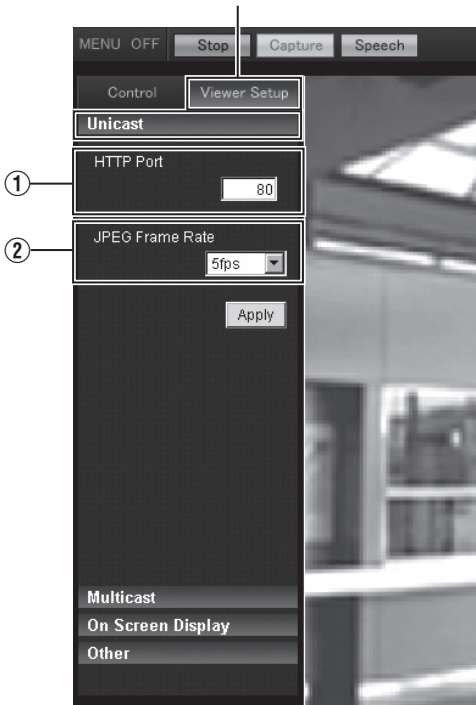 MENU OFF Stop Capture Speech
Control Viewer Setup
Unicast
① HTTP Port
80
② JPEG Frame Rate
5fps
Apply
Multicast
On Screen Display
Other